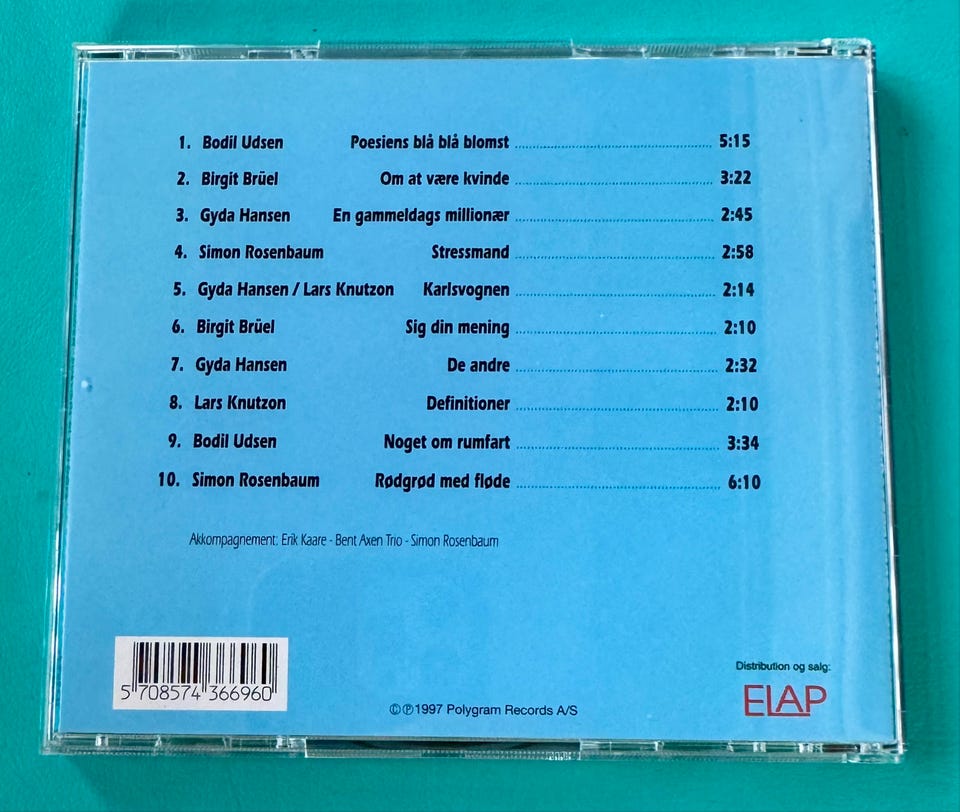 1. Bodil Udsen Poesiens blå blå blomst 5:15
2. Birgit Brüel Om at være kvinde 3:22
3. Gyda Hansen En gammeldags millionær 2:45
4. Simon Rosenbaum Stressmand 2:58
5. Gyda Hansen / Lars Knutzon Karlsvognen 2:14
6. Birgit Brüel Sig din mening 2:10
7. Gyda Hansen De andre 2:32
8. Lars Knutzon Definitioner 2:10
9. Bodil Udsen Noget om rumfart 3:34
10. Simon Rosenbaum Rødgrød med fløde 6:10
Akkompagnement: Erik Kaare - Bent Axen Trio - Simon Rosenbaum
5 708574 366960
©℗1997 Polygram Records A/S
Distribution og salg:
ELAP